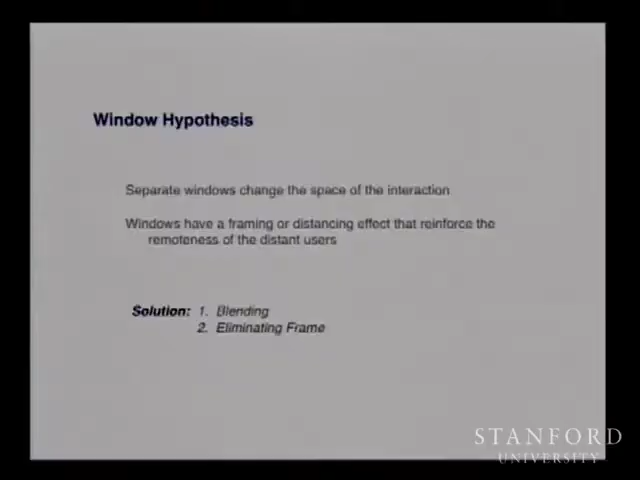 Window Hypothesis
Separate windows change the space of the interaction
Windows have a framing or distancing effect that reinforce the
remoteness of the distant users
Solution: 1. Blending
2. Eliminating Frame
STANFORD
UNIVERSITY